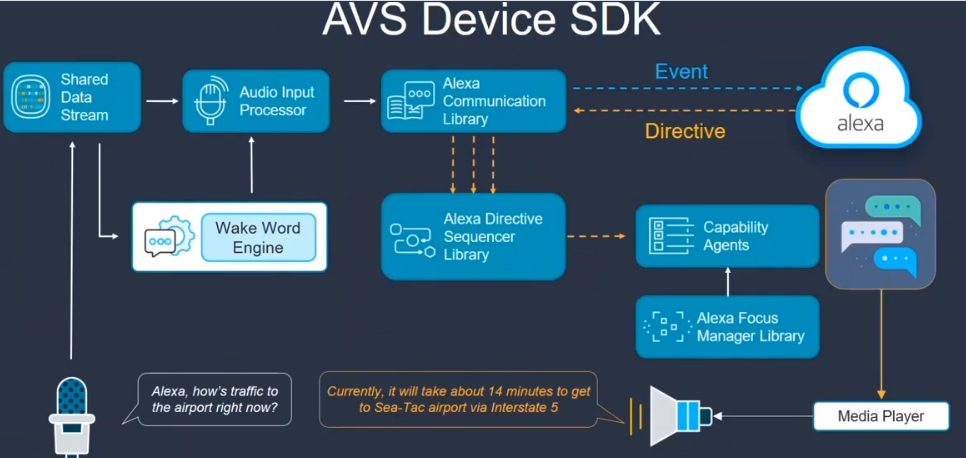 AVS Device SDK
Shared
Data
Stream
Audio Input
Processor
Alexa
Communication
Library
Event
Directive
alexa
Wake Word
Engine
Alexa Directive
Sequencer
Library
Capability
Agents
Alexa Focus
Manager Library
Alexa, how's traffic to
the airport right now?
Currently, it will take about 14 minutes to get
to Sea-Tac airport via Interstate 5
Media Player